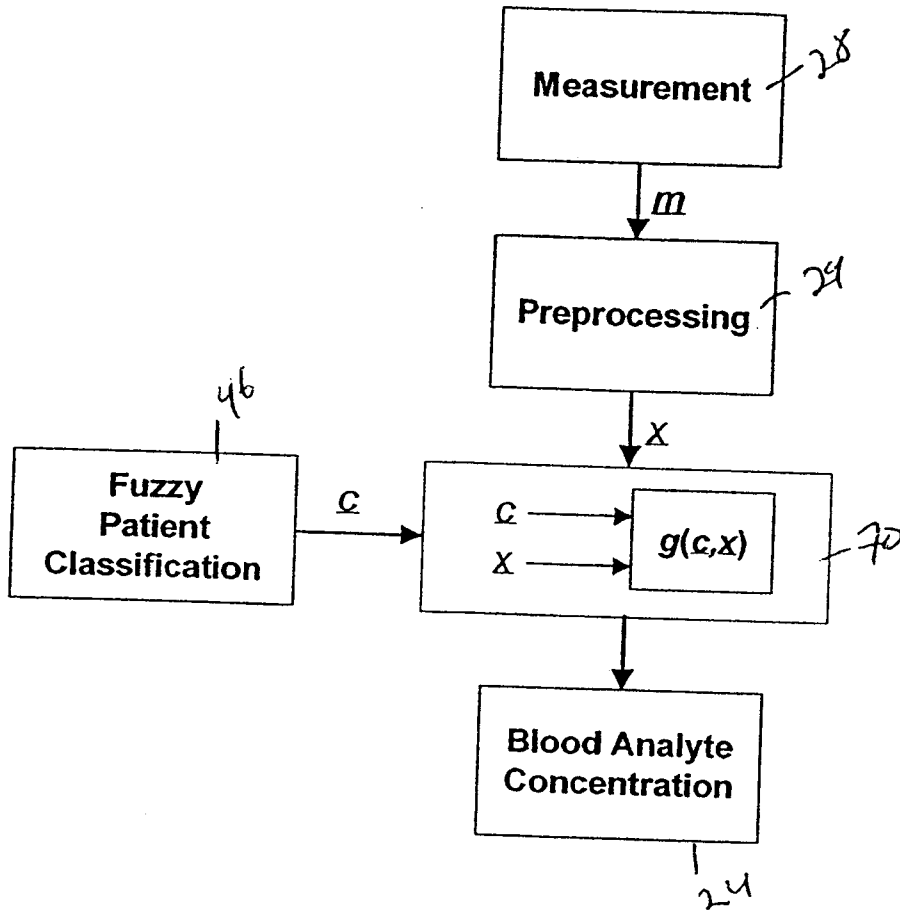 Measurement
28
m
Preprocessing
29
x
46
Fuzzy
Patient
Classification
c
c
x
g(c,x)
70
Blood Analyte
Concentration
24